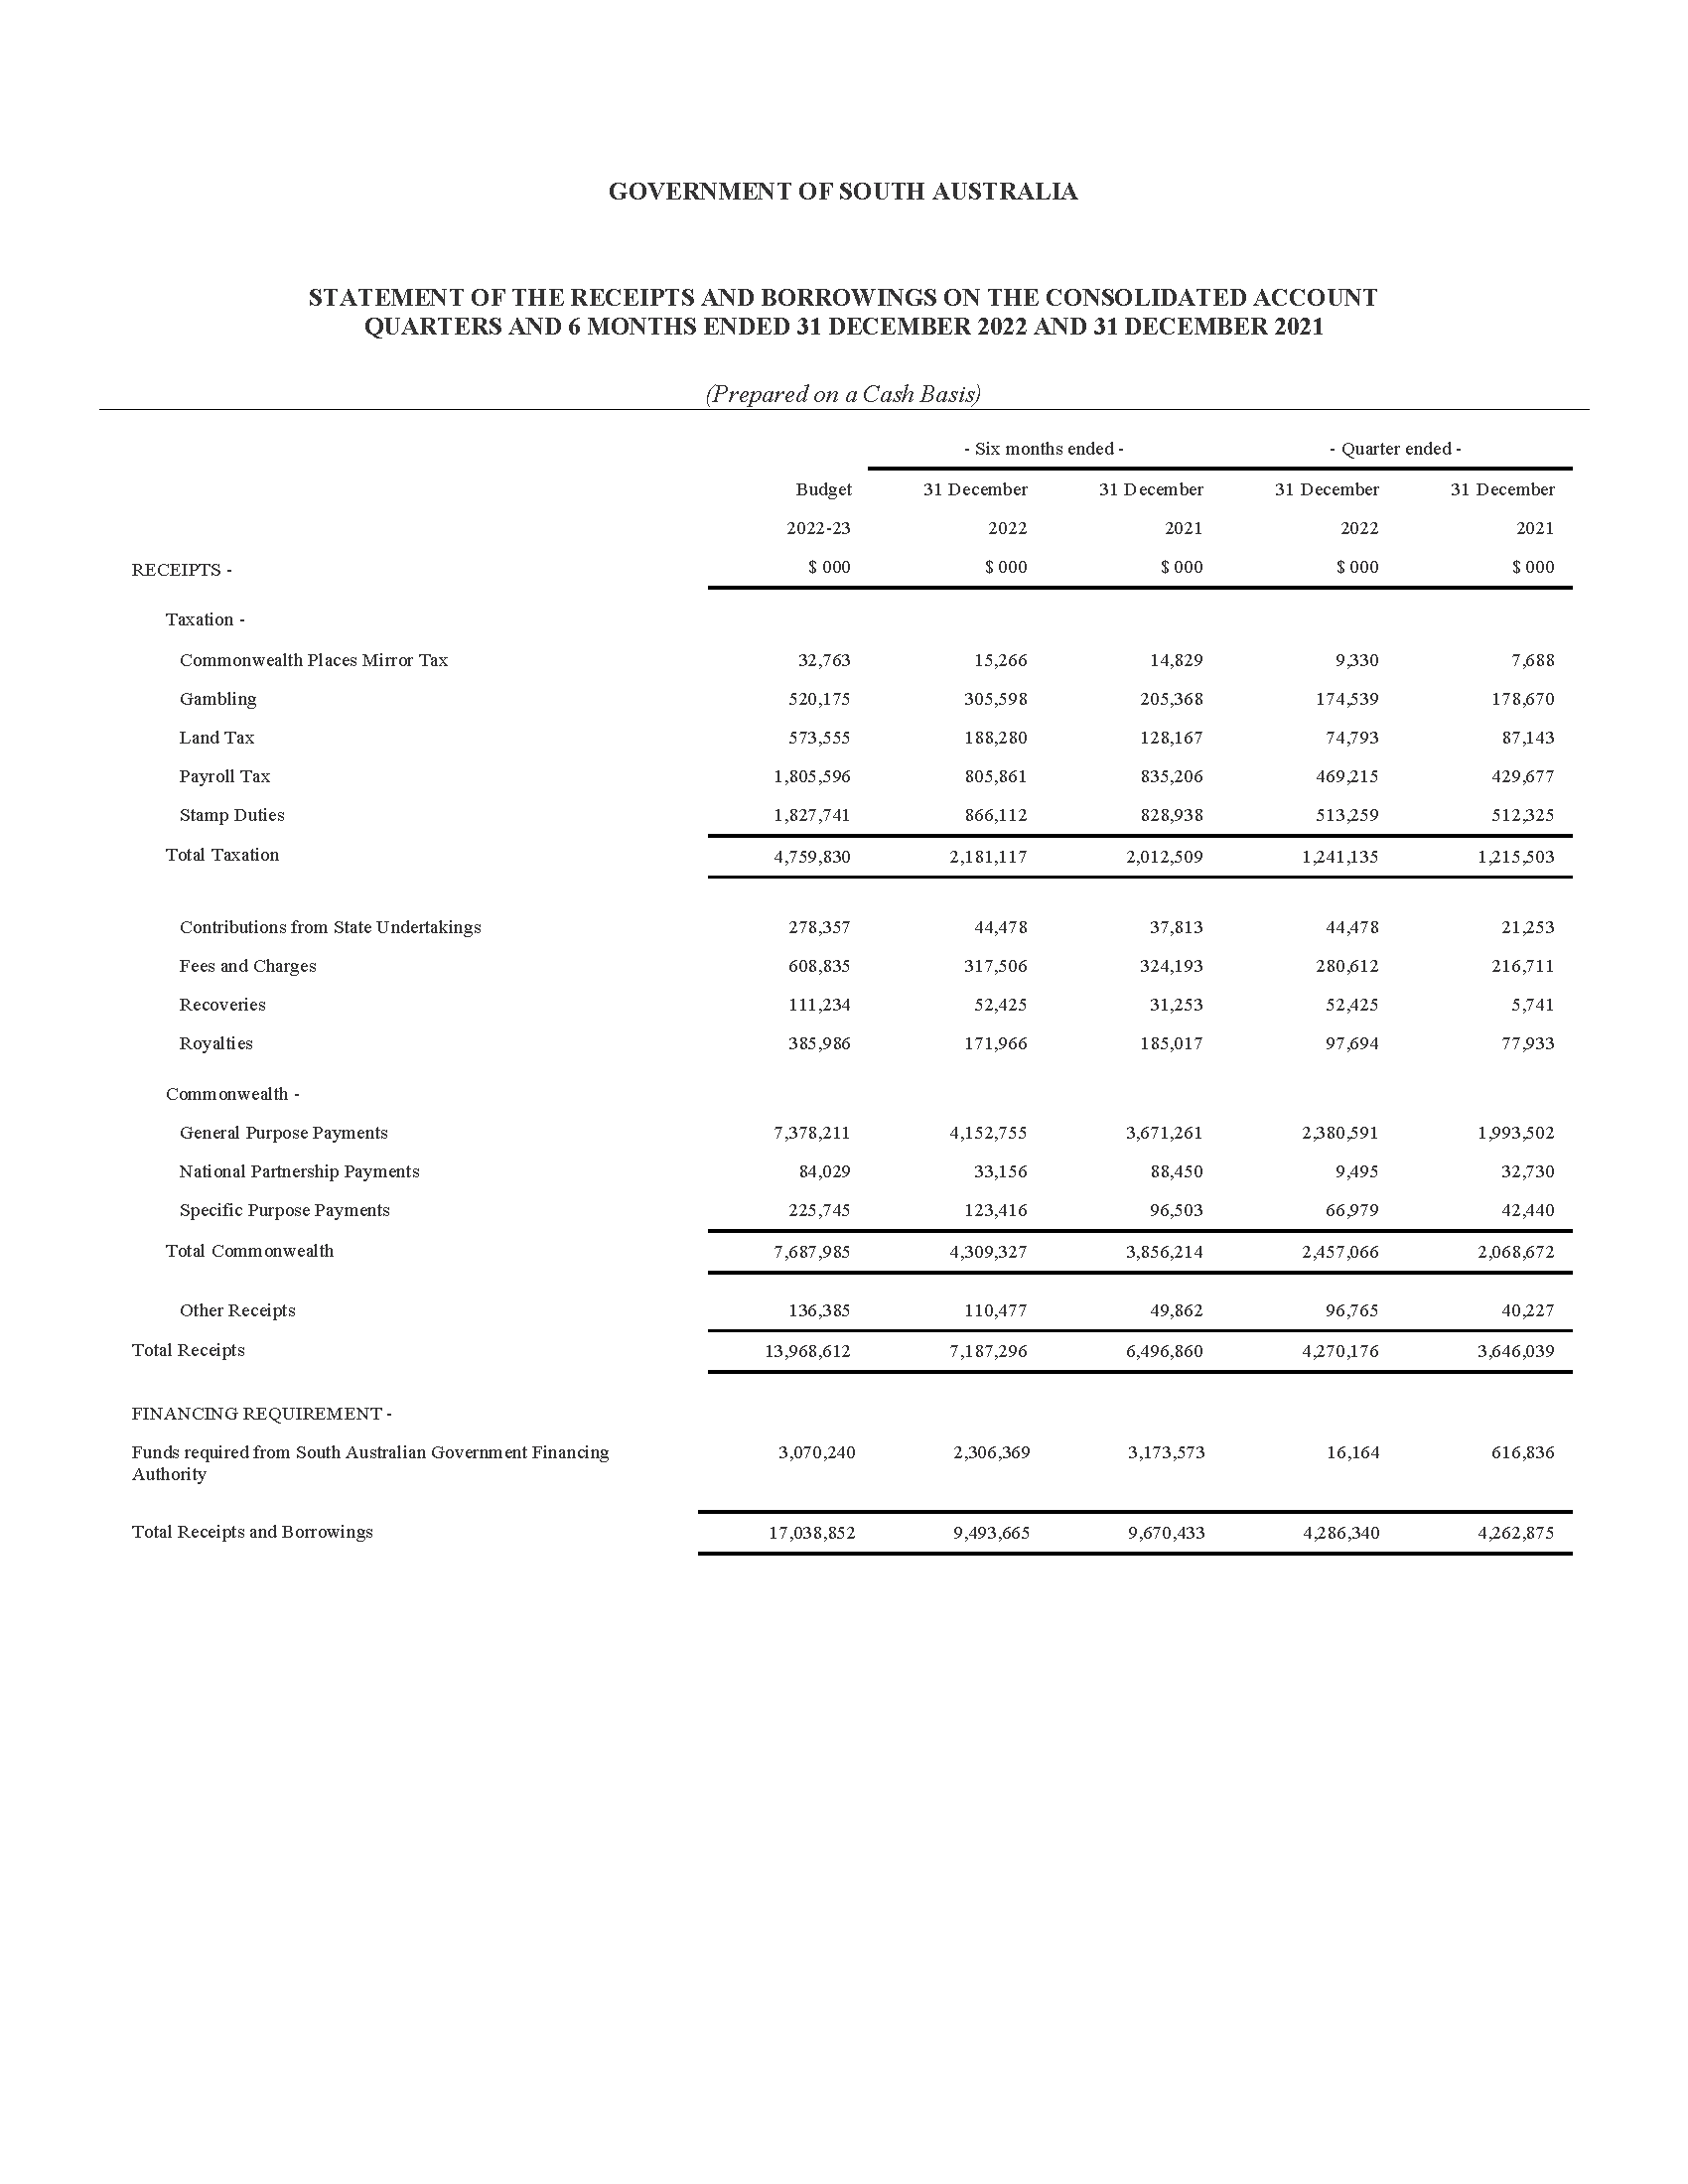 GOVERNMENT OF SOUTH AUSTRALIA
STATEMENT OF THE RECEIPTS AND BORROWINGS ON THE CONSOLIDATED ACCOUNT
QUARTERS AND 6 MONTHS ENDED 31 DECEMBER 2022 AND 31 DECEMBER 2021
(Prepared on a Cash Basis)
- Six months ended - - Quarter ended -
Budget 31 December 31 December 31 December 31 December
2022-23 2022 2021 2022 2021
RECEIPTS - $ 000 $ 000 $ 000 $ 000 $ 000
Taxation -
Commonwealth Places Mirror Tax 32,763 15,266 14,829 9,330 7,688
Gambling 520,175 305,598 205,368 174,539 178,670
Land Tax 573,555 188,280 128,167 74,793 87,143
Payroll Tax 1,805,596 805,861 835,206 469,215 429,677
Stamp Duties 1,827,741 866,112 828,938 513,259 512,325
Total Taxation 4,759,830 2,181,117 2,012,509 1,241,135 1,215,503
Contributions from State Undertakings 278,357 44,478 37,813 44,478 21,253
Fees and Charges 608,835 317,506 324,193 280,612 216,711
Recoveries 111,234 52,425 31,253 52,425 5,741
Royalties 385,986 171,966 185,017 97,694 77,933
Commonwealth -
General Purpose Payments 7,378,211 4,152,755 3,671,261 2,380,591 1,993,502
National Partnership Payments 84,029 33,156 88,450 9,495 32,730
Specific Purpose Payments 225,745 123,416 96,503 66,979 42,440
Total Commonwealth 7,687,985 4,309,327 3,856,214 2,457,066 2,068,672
Other Receipts 136,385 110,477 49,862 96,765 40,227
Total Receipts 13,968,612 7,187,296 6,496,860 4,270,176 3,646,039
FINANCING REQUIREMENT -
Funds required from South Australian Government Financing 3,070,240 2,306,369 3,173,573 16,164 616,836
Authority
Total Receipts and Borrowings 17,038,852 9,493,665 9,670,433 4,286,340 4,262,875